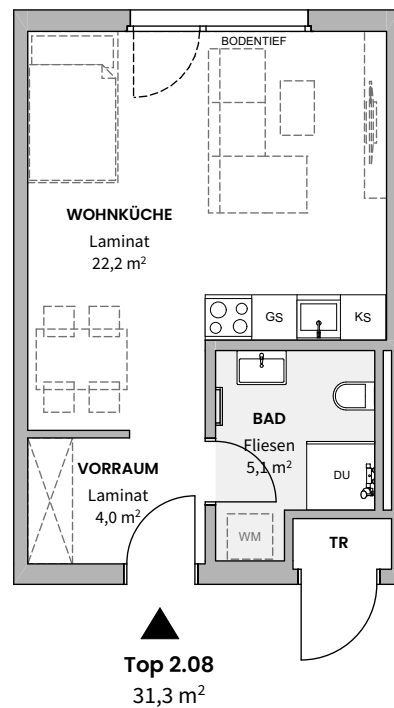 BODENTIEF
WOHNKÜCHE
Laminat
22,2 m²
GS
KS
BAD
Fliesen
5,1 m²
DU
VORRAUM
Laminat
4,0 m²
WM
TR
Top 2.08
31,3 m²